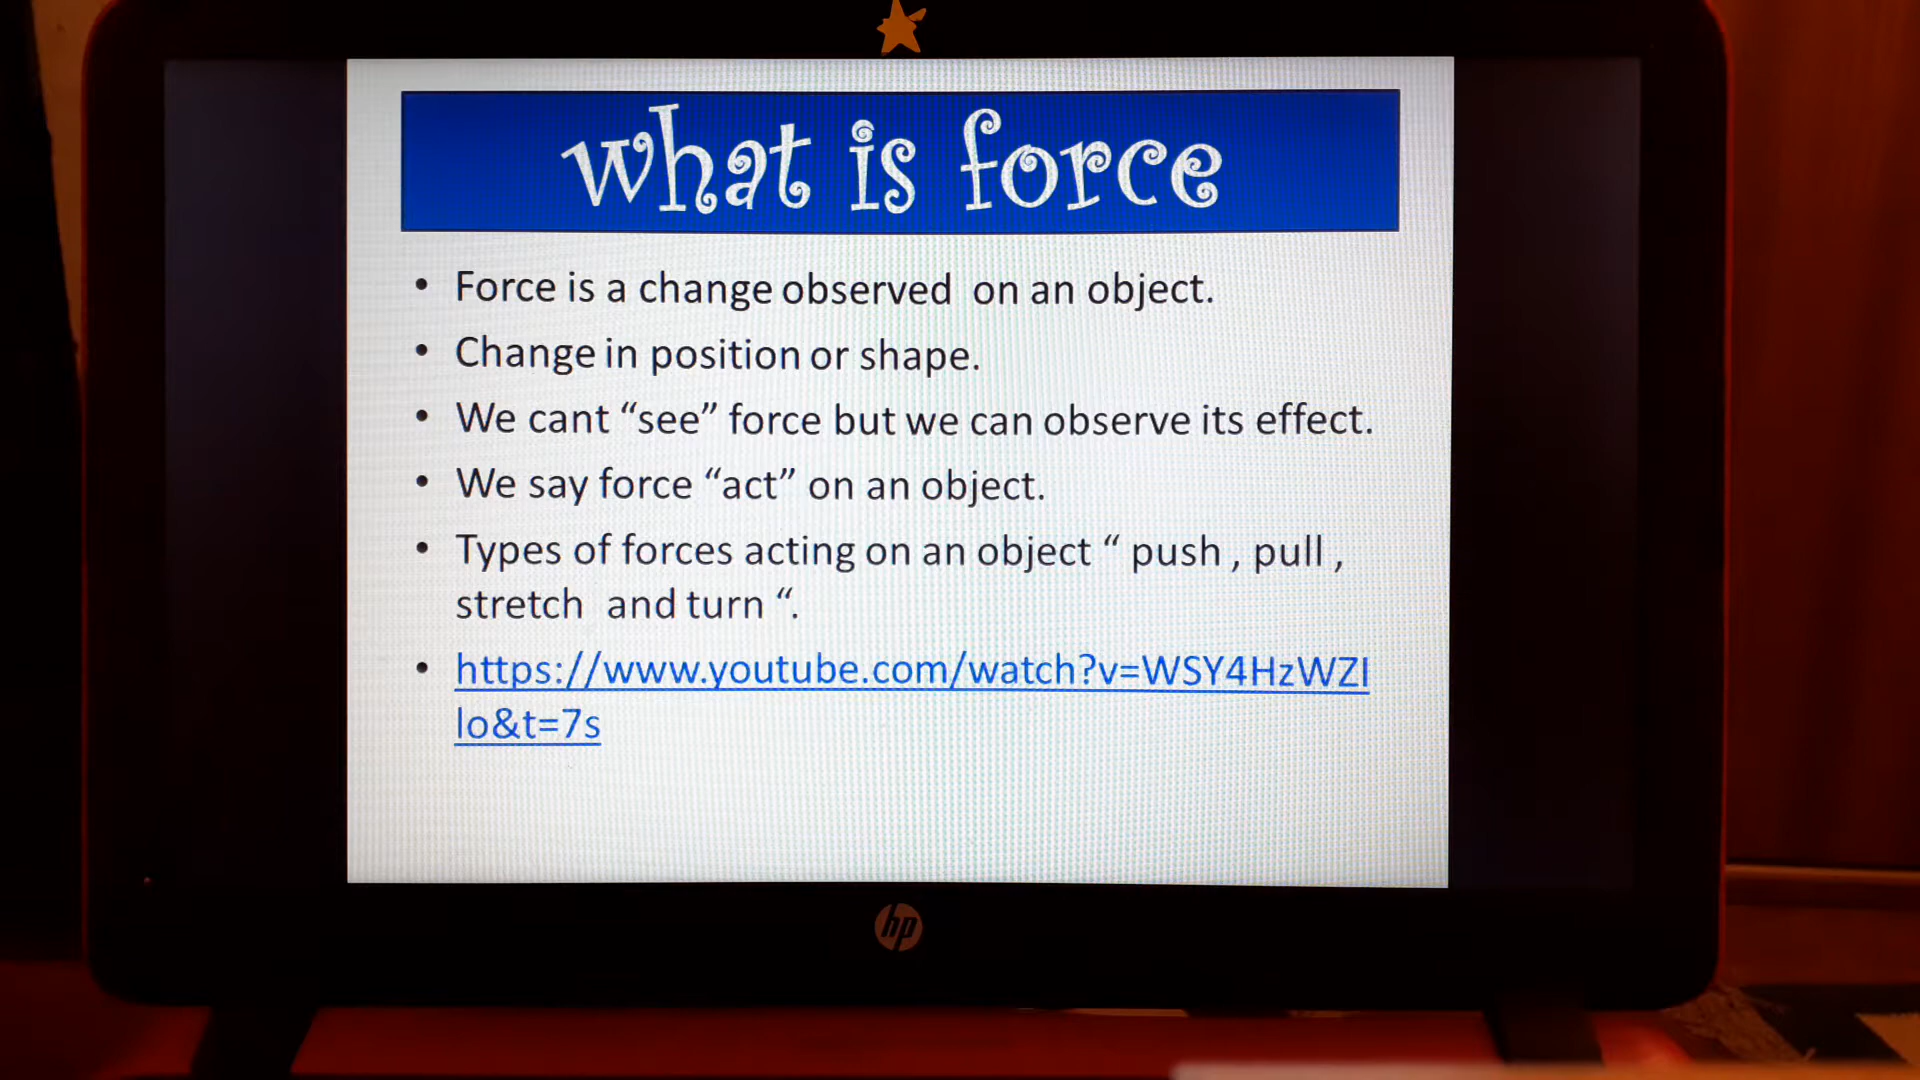 what is force
• Force is a change observed on an object.
• Change in position or shape.
• We cant “see” force but we can observe its effect.
• We say force “act” on an object.
• Types of forces acting on an object “ push , pull ,
stretch and turn “.
• https://www.youtube.com/watch?v=WSY4HzWZI
lo&t=7s
hp